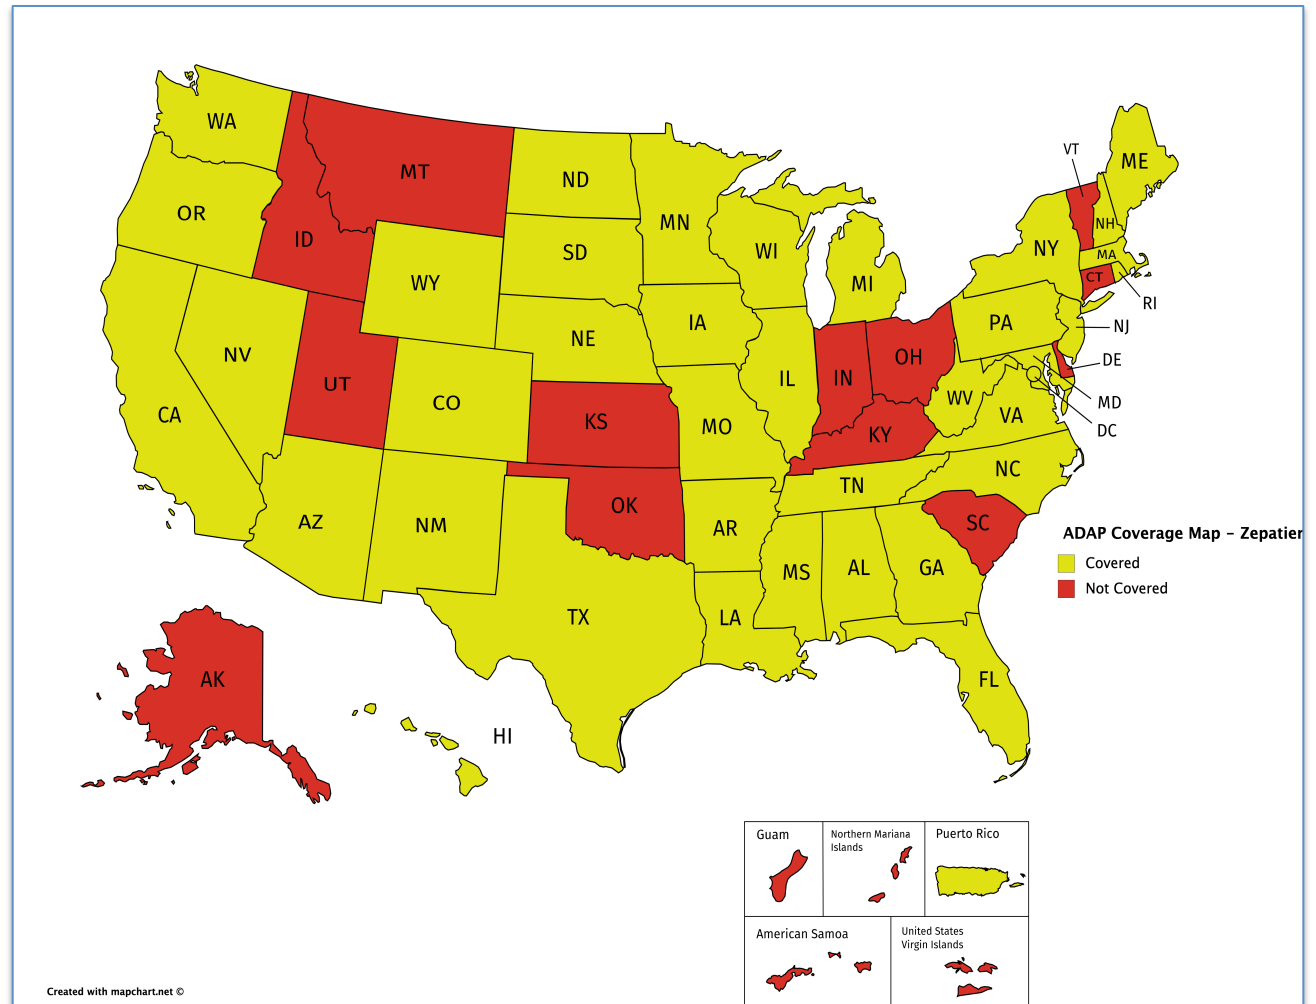 WA
MT
ND
MN
VT
ME
OR
ID
SD
WI
NH
NY
MA
WY
MI
CT
RI
NE
IA
PA
NJ
NV
UT
CO
IL
IN
OH
DE
WV
VA
MD
DC
CA
KS
MO
KY
NC
AZ
NM
OK
AR
TN
SC
MS
AL
GA
TX
LA
FL
AK
HI
ADAP Coverage Map – Zepatier
Covered
Not Covered
Guam
Northern Mariana
Islands
Puerto Rico
American Samoa
United States
Virgin Islands
Created with mapchart.net ©